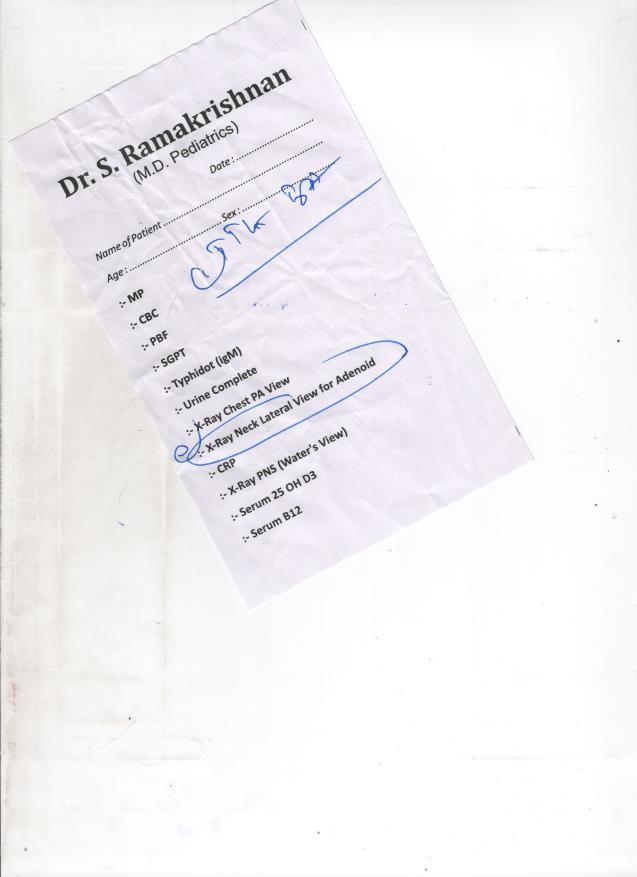 Dr. S. Ramakrishnan
(M.D. Pediatrics)
Date : ..............................
Name of Patient ..............................................................
Age : .................................... Sex : ....................................
:- MP
:- CBC
:- PBF
:- SGPT
:- Typhidot (igM)
:- Urine Complete
:- X-Ray Chest PA View
:- X-Ray Neck Lateral View for Adenoid
:- CRP
:- X-Ray PNS (Water's View)
:- Serum 25 OH D3
:- Serum B12